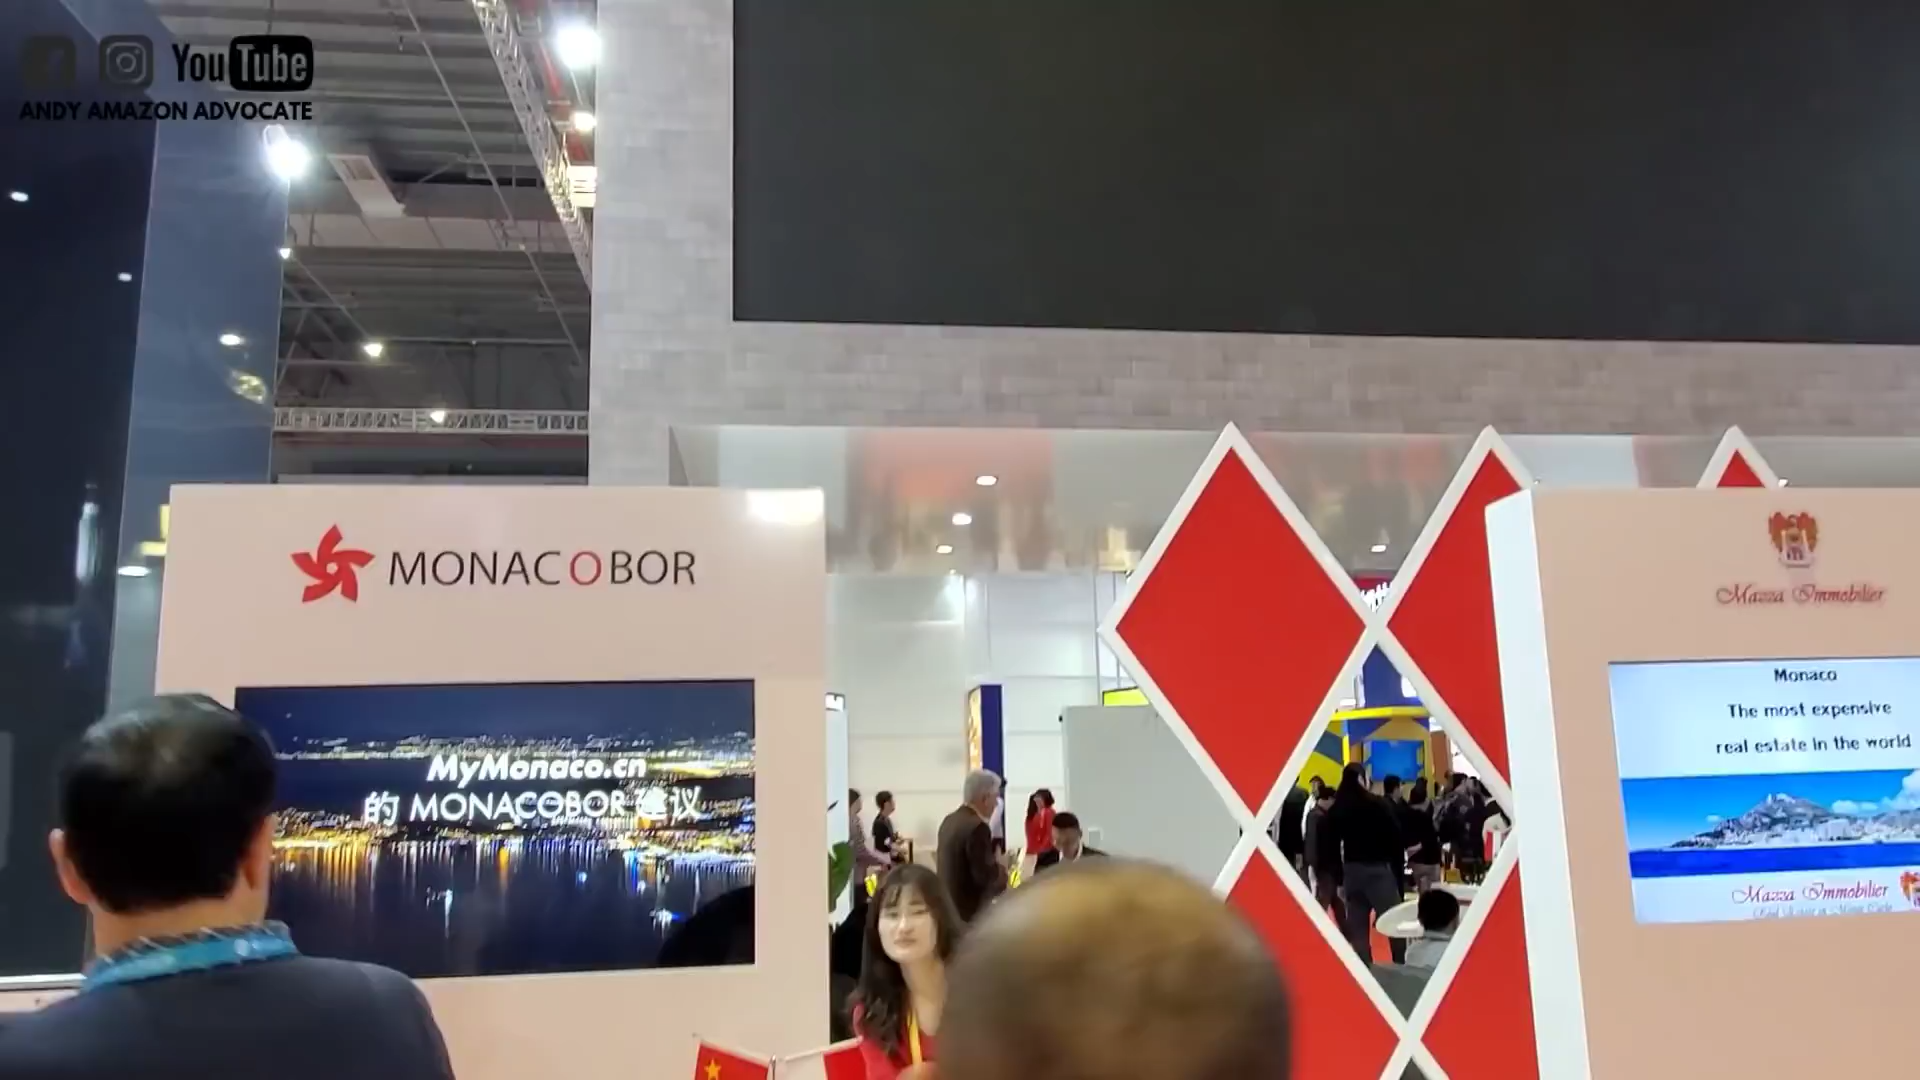 YouTube
ANDY AMAZON ADVOCATE
MONACOBOR
MyMonaco.cn
的 MONACOBOR 建议
Mazza Immobilier
Monaco
The most expensive
real estate in the world
Mazza Immobilier